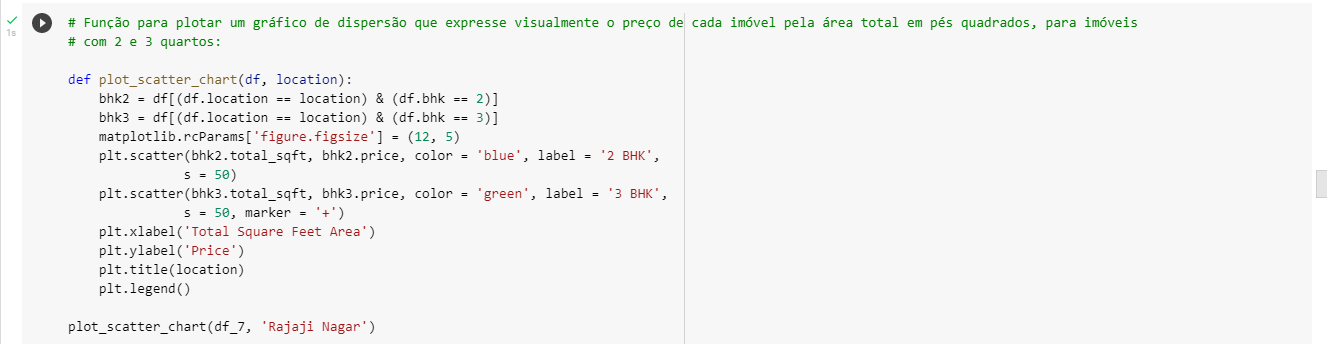 1s
# Função para plotar um gráfico de dispersão que expresse visualmente o preço de cada imóvel pela área total em pés quadrados, para imóveis
# com 2 e 3 quartos:
def plot_scatter_chart(df, location):
    bhk2 = df[(df.location == location) & (df.bhk == 2)]
    bhk3 = df[(df.location == location) & (df.bhk == 3)]
    matplotlib.rcParams['figure.figsize'] = (12, 5)
    plt.scatter(bhk2.total_sqft, bhk2.price, color = 'blue', label = '2 BHK',
               s = 50)
    plt.scatter(bhk3.total_sqft, bhk3.price, color = 'green', label = '3 BHK',
               s = 50, marker = '+')
    plt.xlabel('Total Square Feet Area')
    plt.ylabel('Price')
    plt.title(location)
    plt.legend()
plot_scatter_chart(df_7, 'Rajaji Nagar')